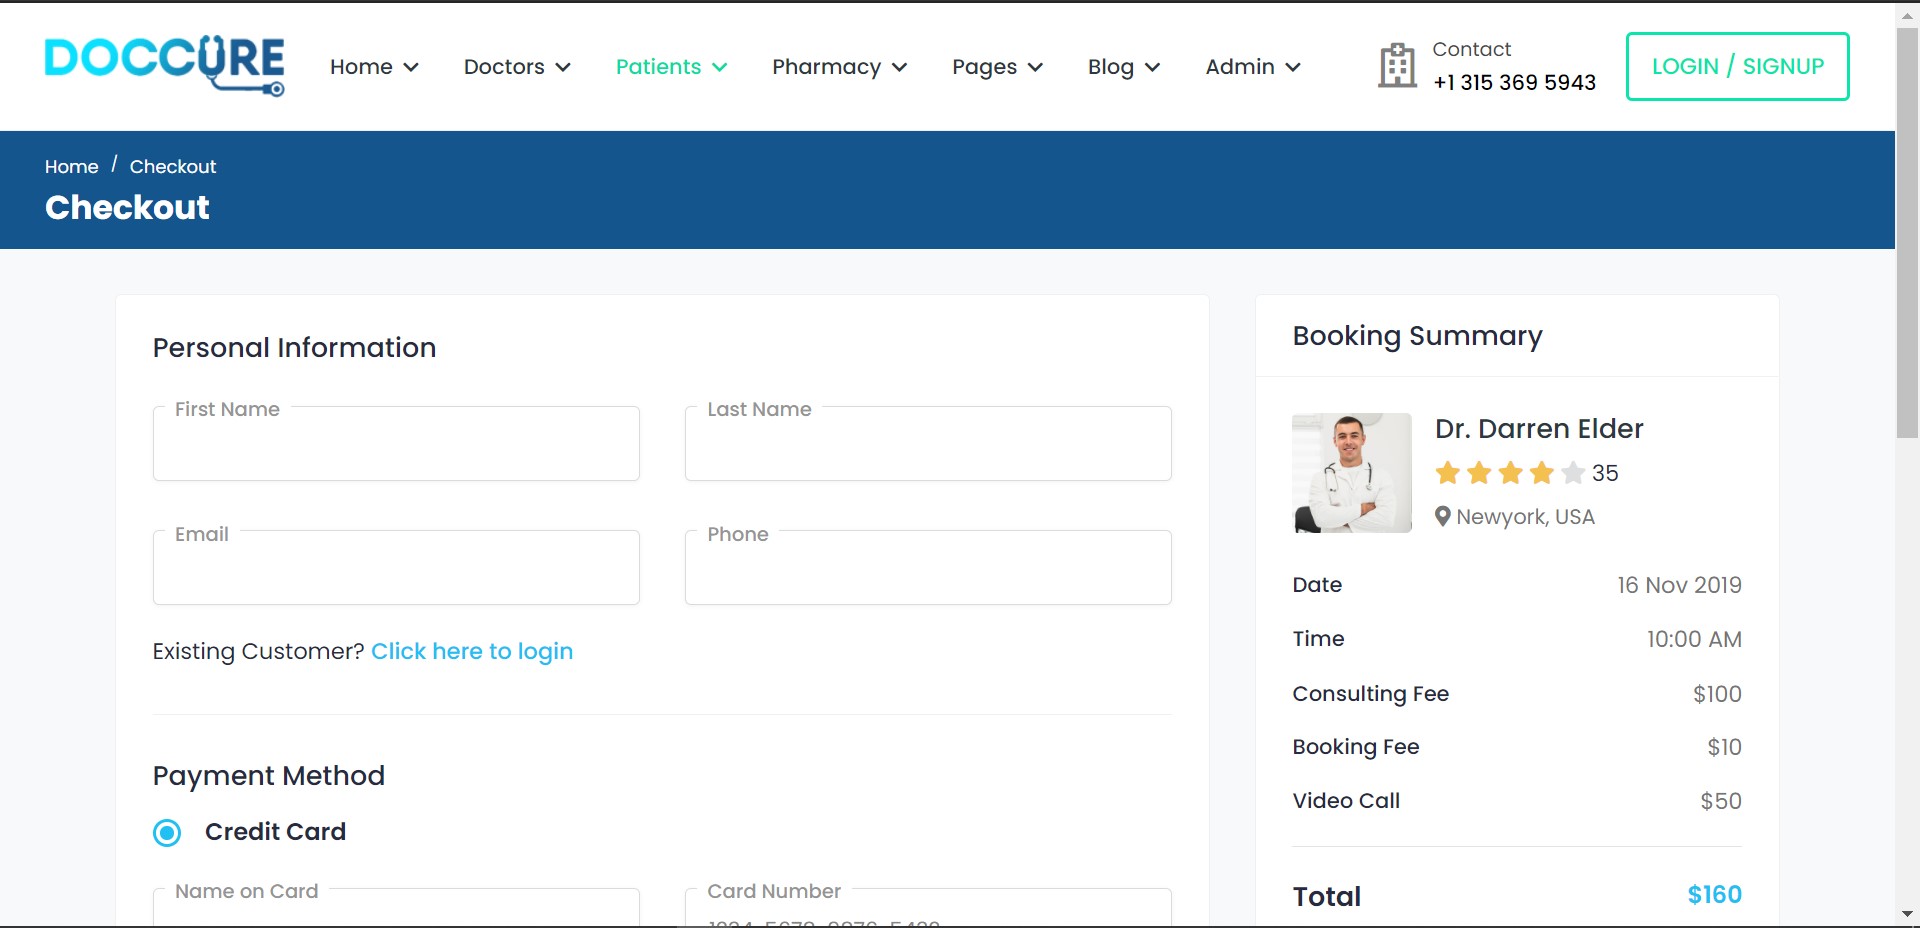 DOCCURE
Home
Doctors
Patients
Pharmacy
Pages
Blog
Admin
Contact
+1 315 369 5943
LOGIN / SIGNUP
Home / Checkout
Checkout
Personal Information
First Name
Last Name
Email
Phone
Existing Customer? Click here to login
Payment Method
Credit Card
Name on Card
Card Number
Booking Summary
Dr. Darren Elder
35
Newyork, USA
Date 16 Nov 2019
Time 10:00 AM
Consulting Fee $100
Booking Fee $10
Video Call $50
Total $160